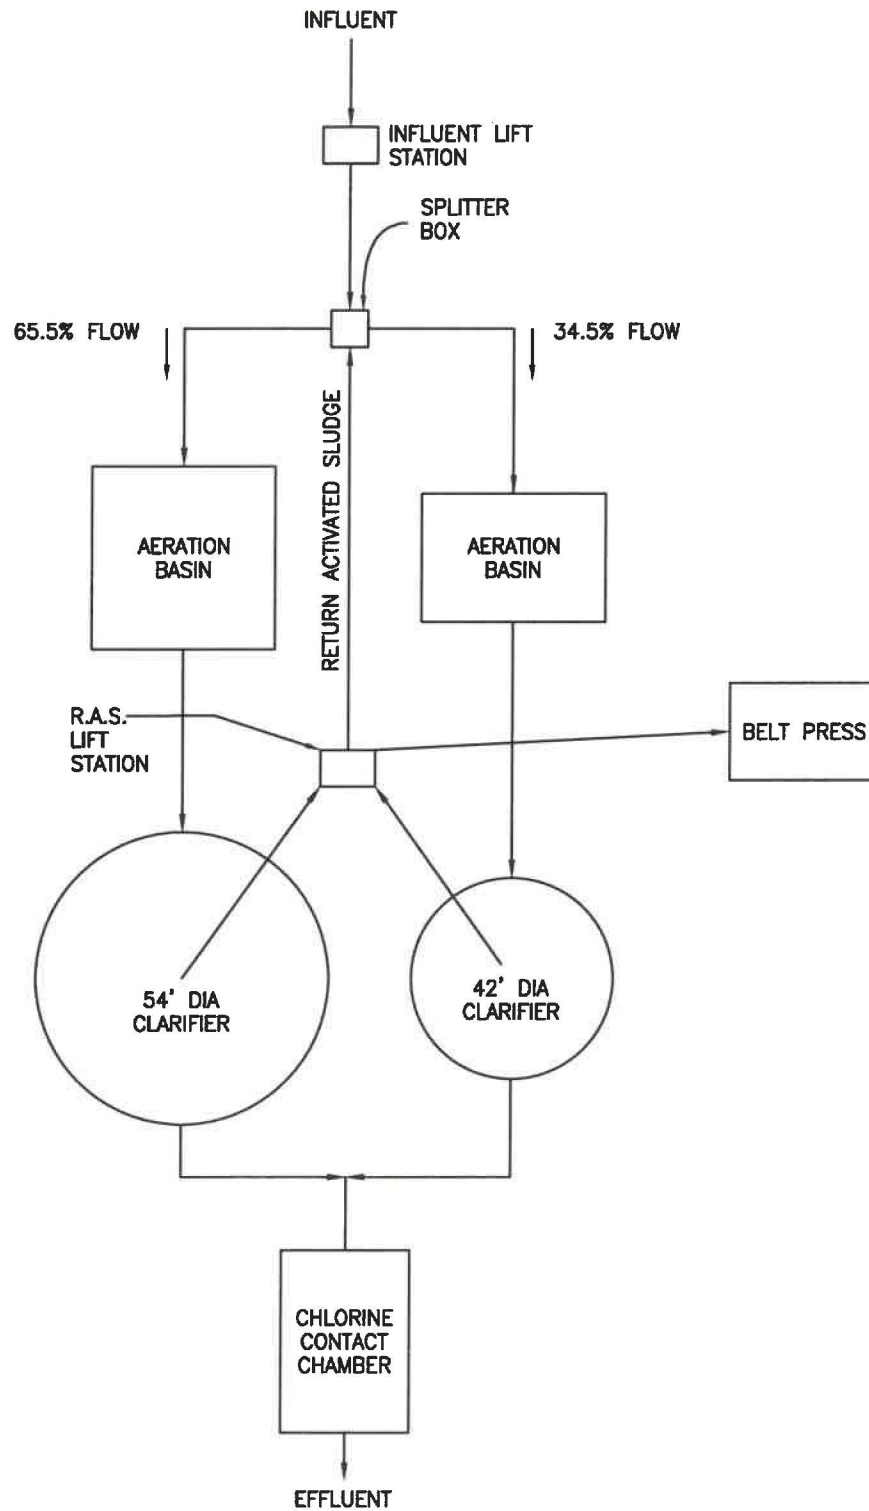 INFLUENT
INFLUENT LIFT
STATION
SPLITTER
BOX
65.5% FLOW
34.5% FLOW
RETURN ACTIVATED SLUDGE
AERATION
BASIN
AERATION
BASIN
R.A.S.
LIFT
STATION
BELT PRESS
54' DIA
CLARIFIER
42' DIA
CLARIFIER
CHLORINE
CONTACT
CHAMBER
EFFLUENT